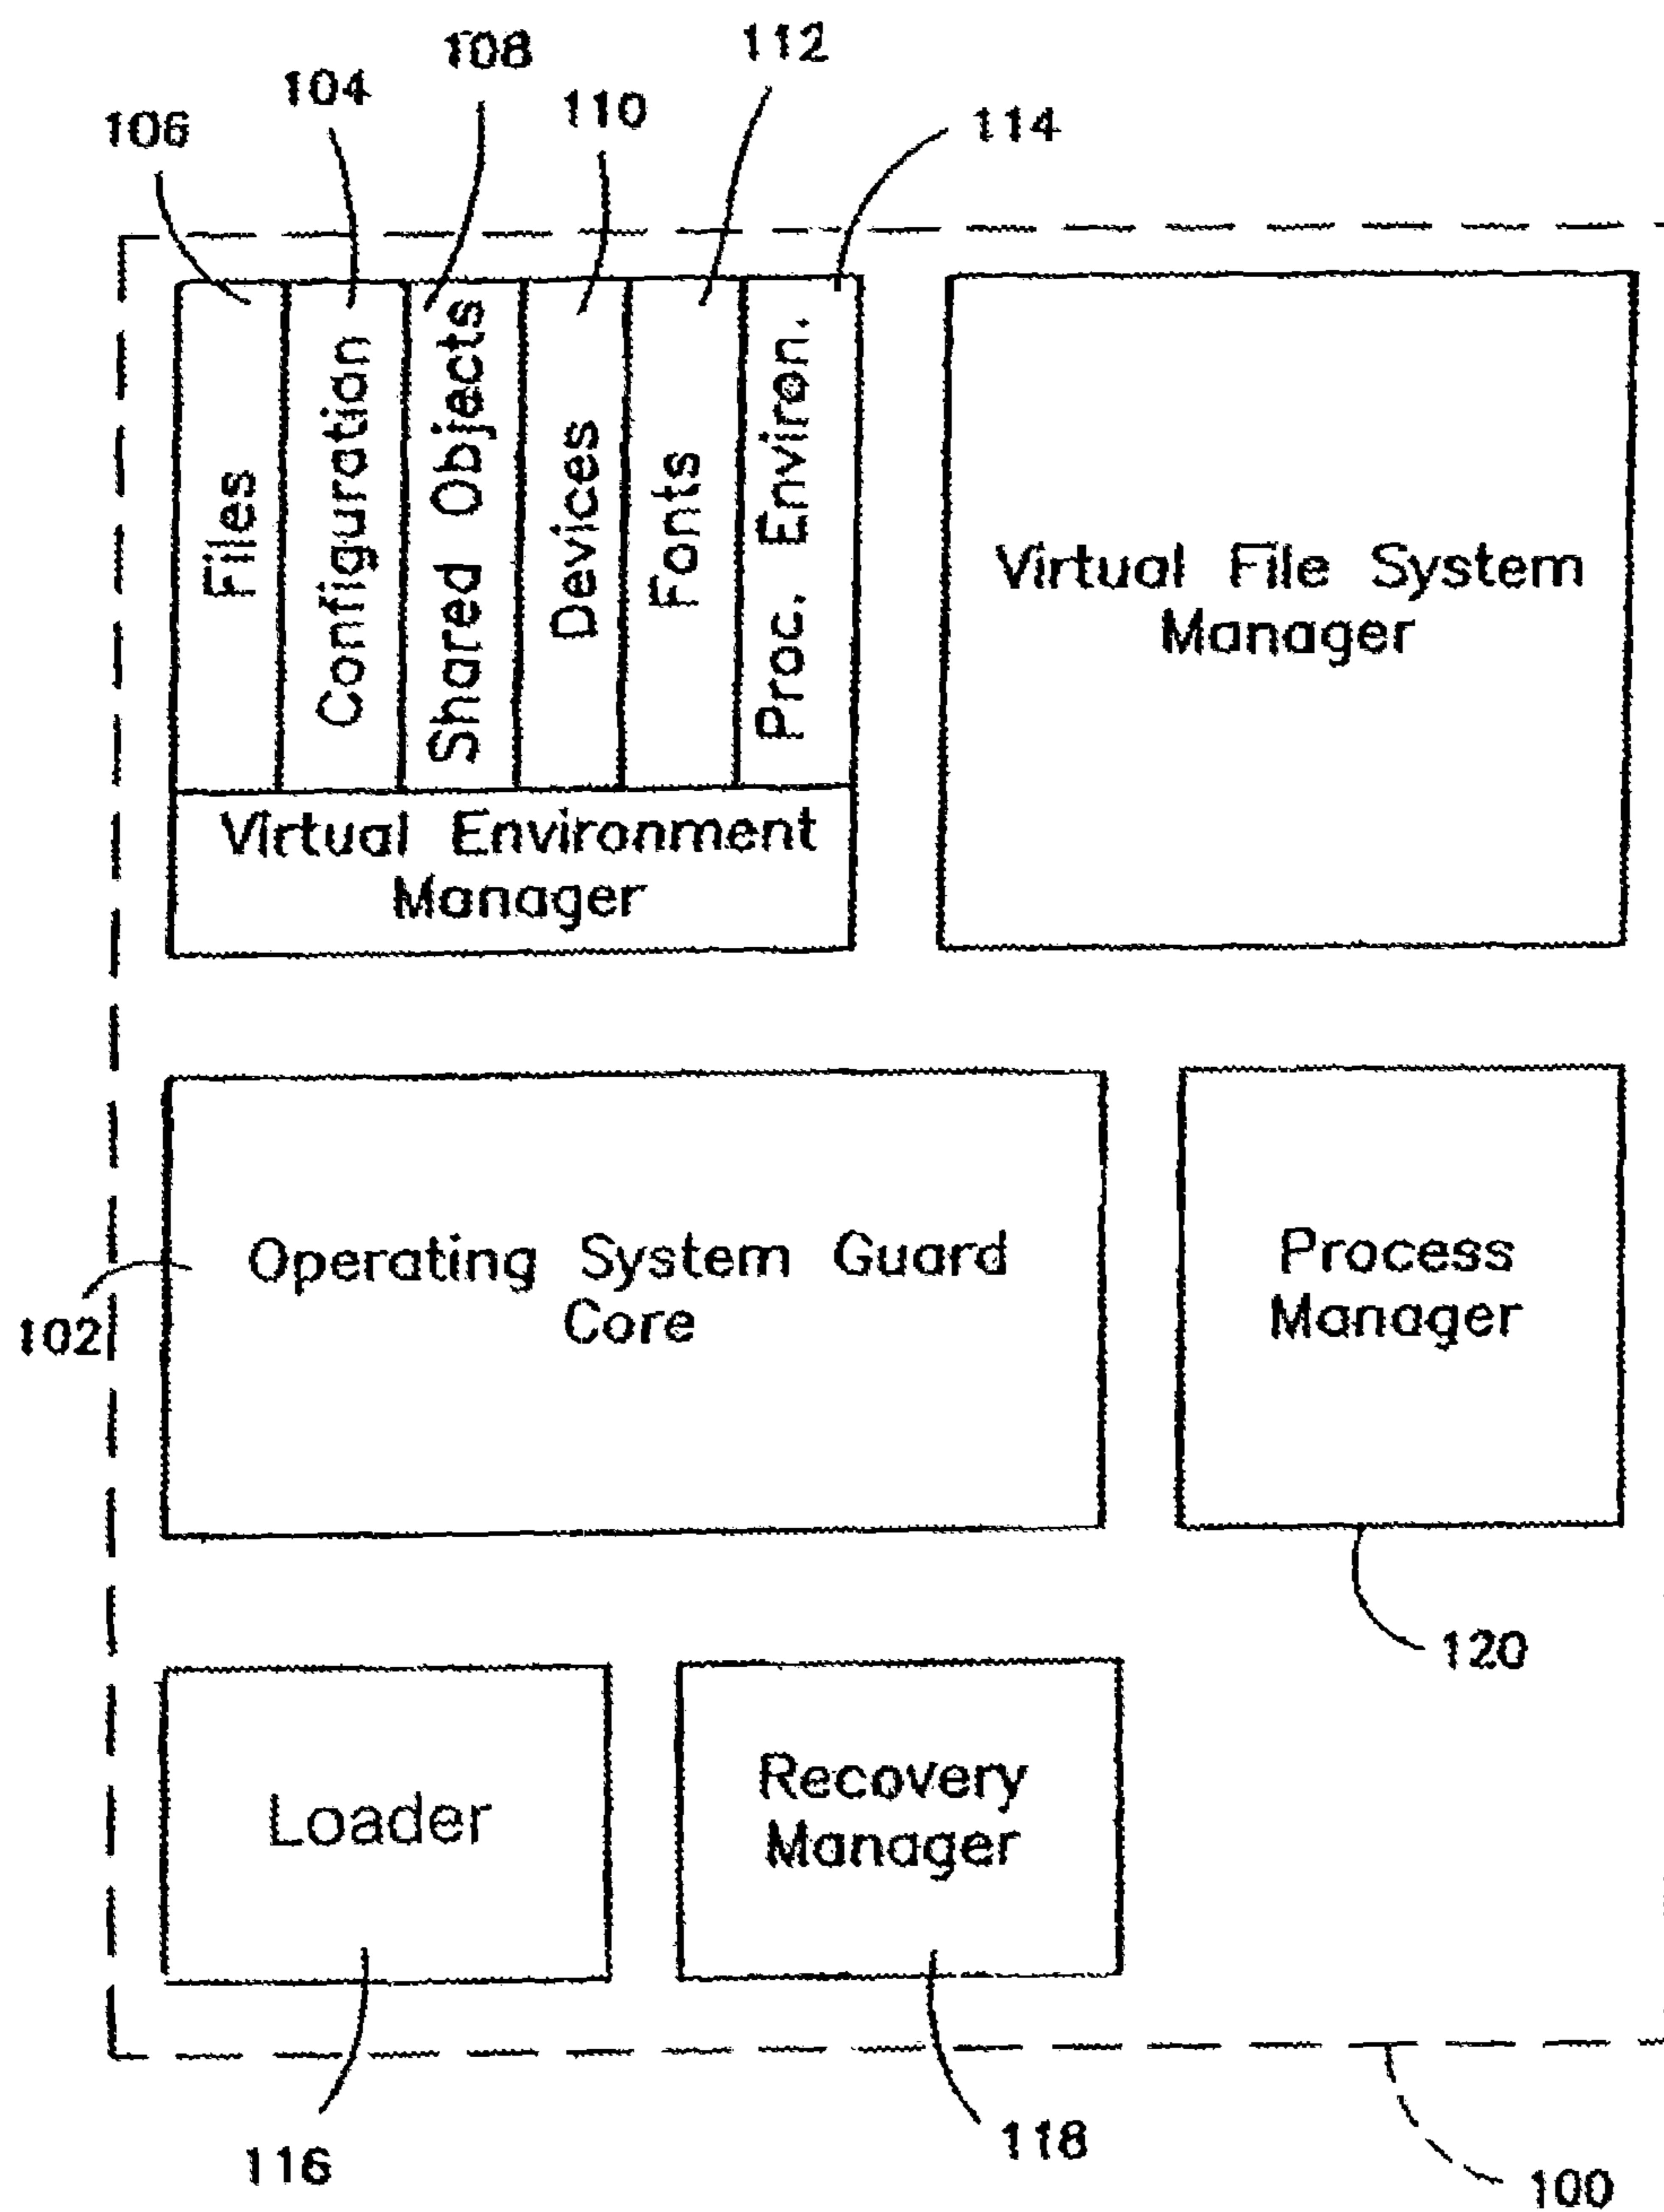 108
112
104
110
106
114
Files
Configuration
Shared Objects
Devices
Fonts
Proc. Environ.
Virtual Environment
Manager
Virtual File System
Manager
Operating System Guard
Core
102
Process
Manager
120
Loader
Recovery
Manager
116
118
100